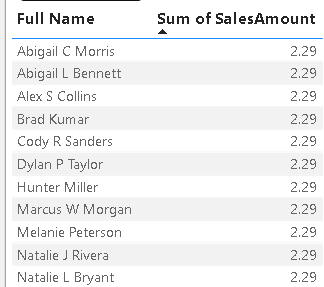 Full Name Sum of SalesAmount
Abigail C Morris 2.29
Abigail L Bennett 2.29
Alex S Collins 2.29
Brad Kumar 2.29
Cody R Sanders 2.29
Dylan P Taylor 2.29
Hunter Miller 2.29
Marcus W Morgan 2.29
Melanie Peterson 2.29
Natalie J Rivera 2.29
Natalie L Bryant 2.29